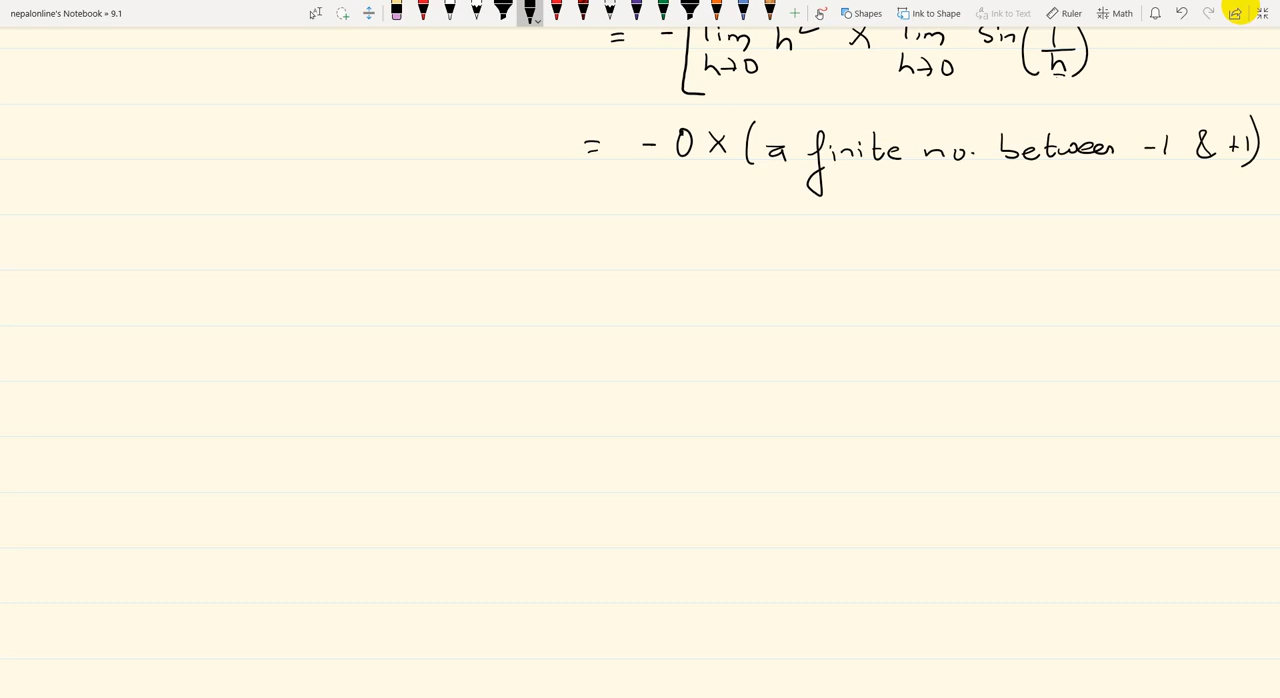 nepalonline's Notebook » 9.1
Shapes
Ink to Shape
Ink to Text
Ruler
Math
= - [ lim h→0 h² × lim h→0 sin(1/h)
= - 0 × (a finite no. between -1 & +1)